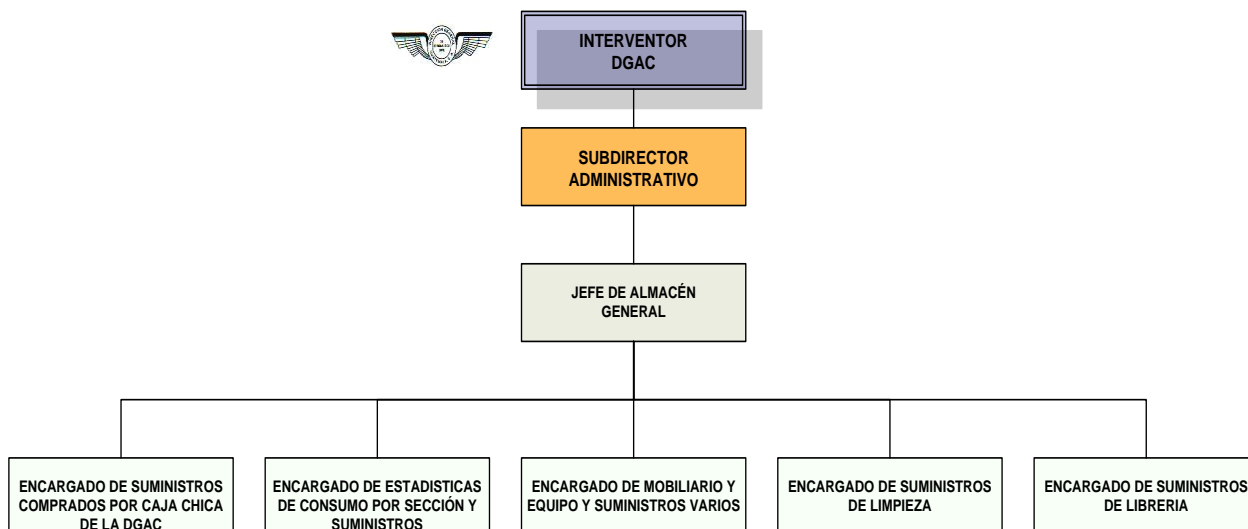 INTERVENTOR
DGAC
SUBDIRECTOR
ADMINISTRATIVO
JEFE DE ALMACÉN
GENERAL
ENCARGADO DE SUMINISTROS
COMPRADOS POR CAJA CHICA
DE LA DGAC
ENCARGADO DE ESTADISTICAS
DE CONSUMO POR SECCIÓN Y
SUMINISTROS
ENCARGADO DE MOBILIARIO Y
EQUIPO Y SUMINISTROS VARIOS
ENCARGADO DE SUMINISTROS
DE LIMPIEZA
ENCARGADO DE SUMINISTROS
DE LIBRERIA